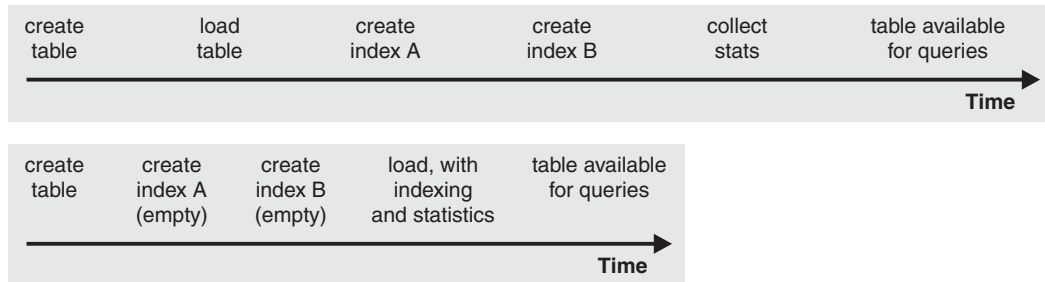 create load create create collect table available
table table index A index B stats for queries
Time
create create create load, with table available
table index A index B indexing for queries
(empty) (empty) and statistics
Time